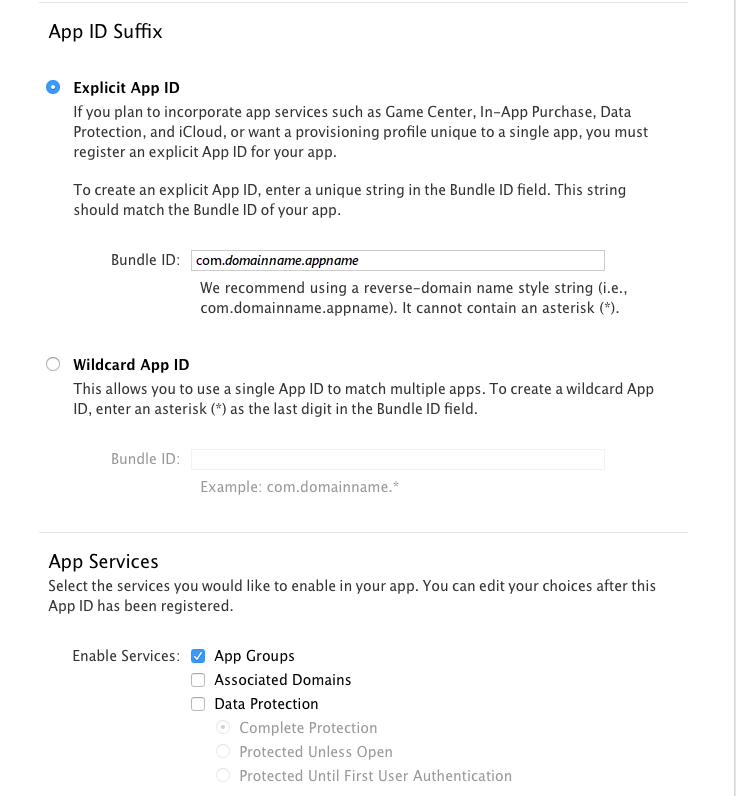 App ID Suffix
Explicit App ID
If you plan to incorporate app services such as Game Center, In-App Purchase, Data
Protection, and iCloud, or want a provisioning profile unique to a single app, you must
register an explicit App ID for your app.
To create an explicit App ID, enter a unique string in the Bundle ID field. This string
should match the Bundle ID of your app.
Bundle ID: com.domainname.appname
We recommend using a reverse-domain name style string (i.e.,
com.domainname.appname). It cannot contain an asterisk (*).
Wildcard App ID
This allows you to use a single App ID to match multiple apps. To create a wildcard App
ID, enter an asterisk (*) as the last digit in the Bundle ID field.
Bundle ID:
Example: com.domainname.*
App Services
Select the services you would like to enable in your app. You can edit your choices after this
App ID has been registered.
Enable Services: App Groups
Associated Domains
Data Protection
Complete Protection
Protected Unless Open
Protected Until First User Authentication